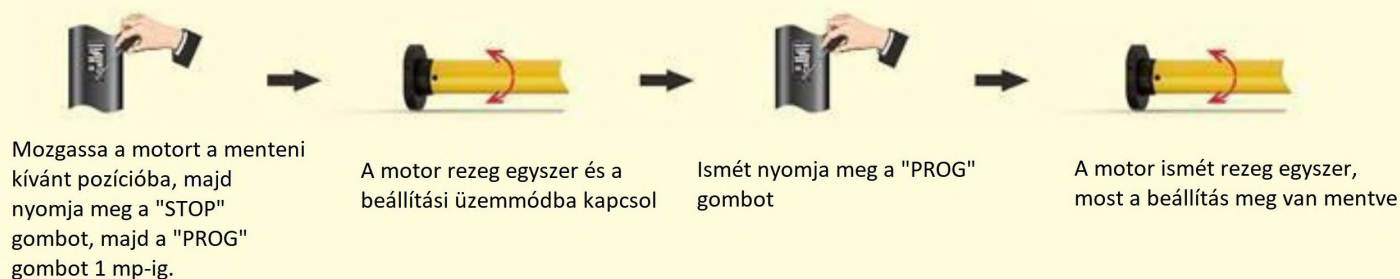 Mozgassa a motort a menteni
kívánt pozícióba, majd
nyomja meg a "STOP"
gombot, majd a "PROG"
gombot 1 mp-ig.
A motor rezeg egyszer és a
beállítási üzemmódba kapcsol
Ismét nyomja meg a "PROG"
gombot
A motor ismét rezeg egyszer,
most a beállítás meg van mentve